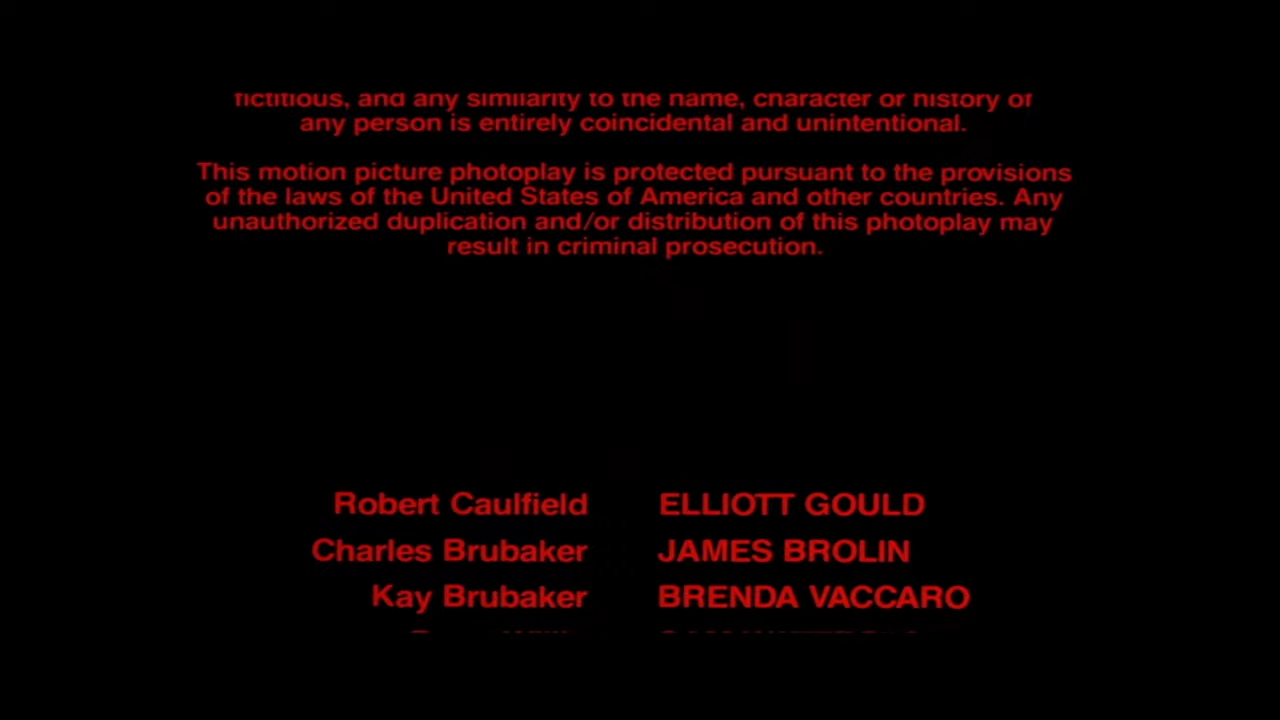 fictitious, and any similarity to the name, character or history of
any person is entirely coincidental and unintentional.
This motion picture photoplay is protected pursuant to the provisions
of the laws of the United States of America and other countries. Any
unauthorized duplication and/or distribution of this photoplay may
result in criminal prosecution.
Robert Caulfield ELLIOTT GOULD
Charles Brubaker JAMES BROLIN
Kay Brubaker BRENDA VACCARO